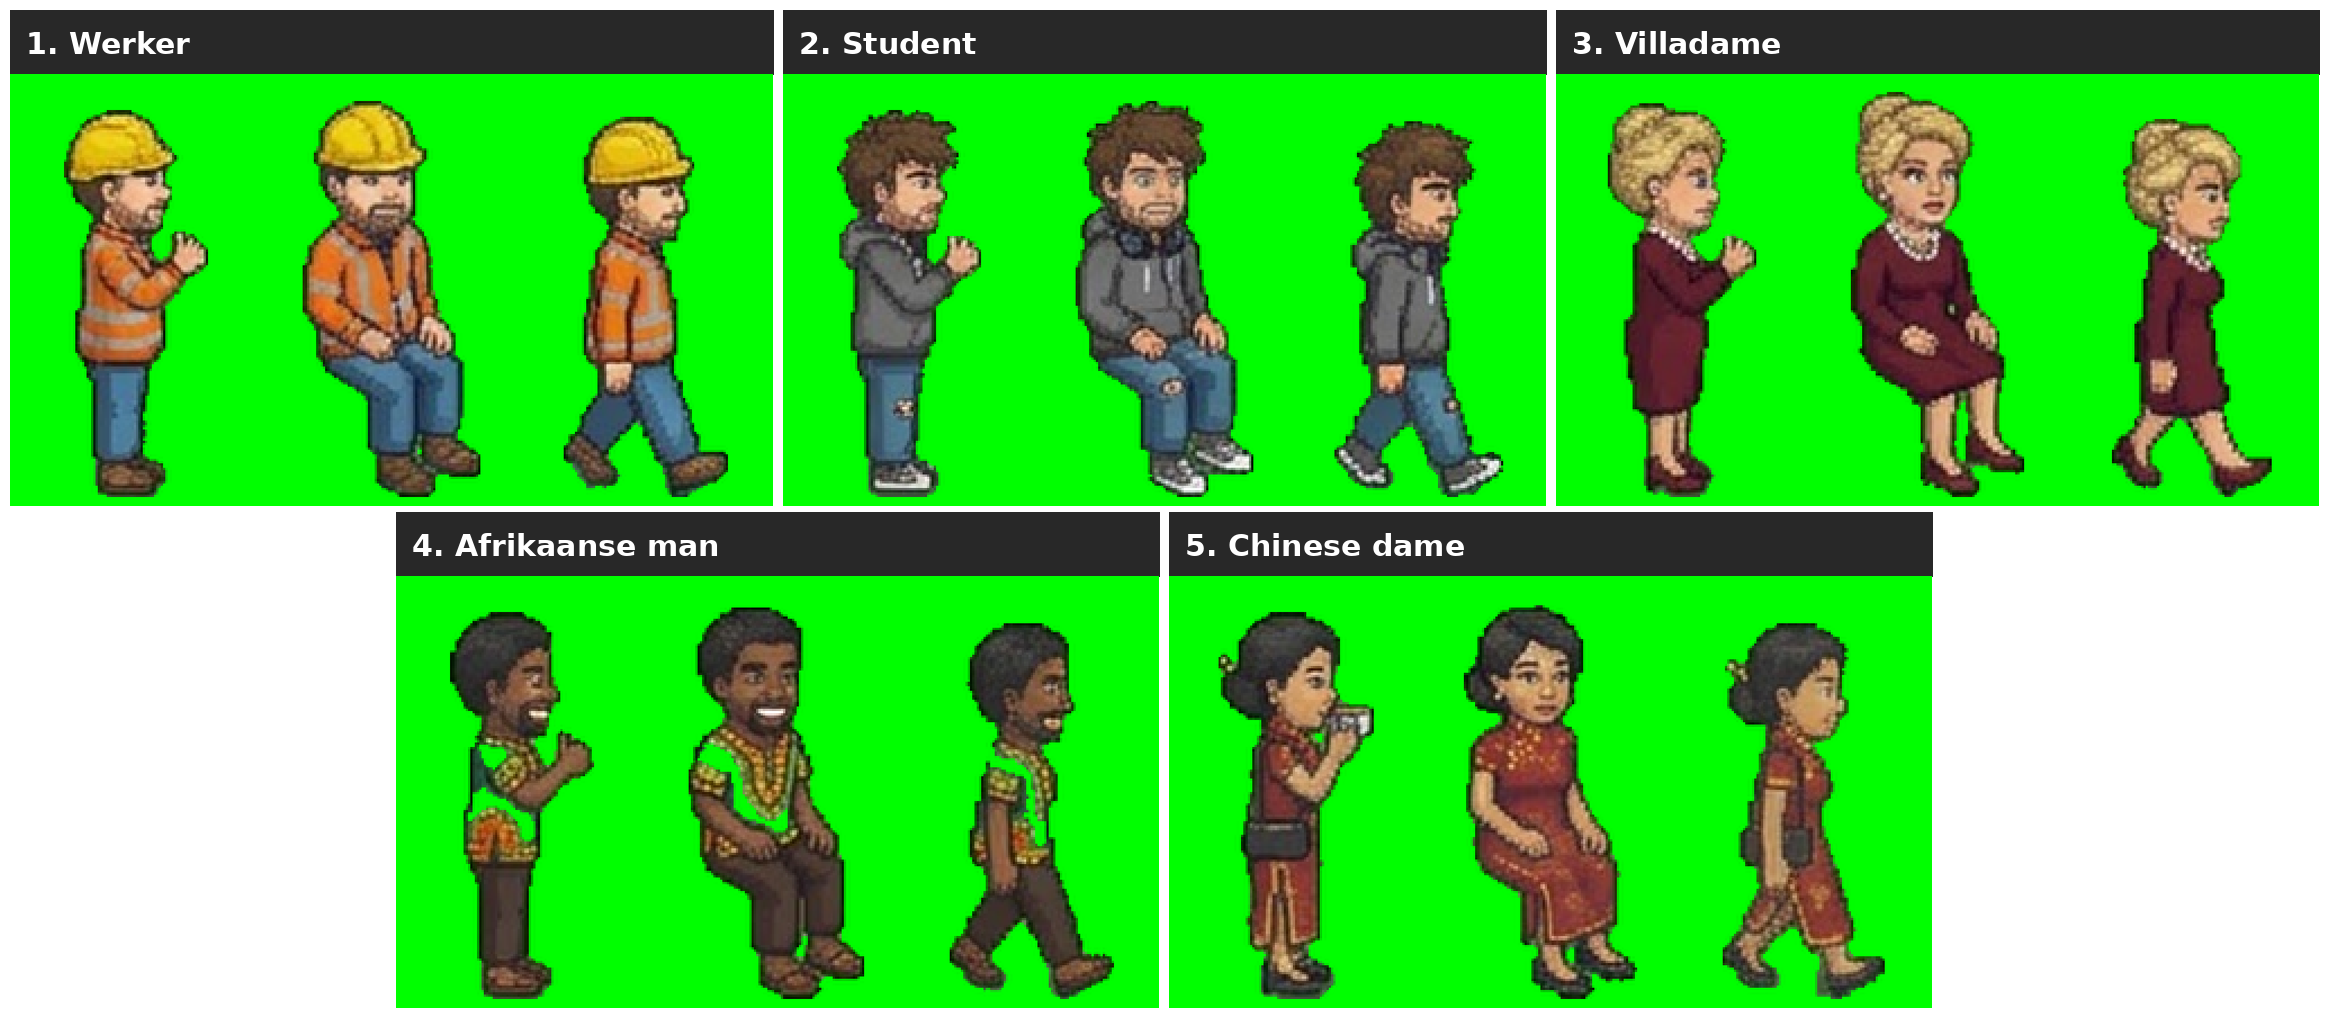 1. Werker
2. Student
3. Villadame
4. Afrikaanse man
5. Chinese dame